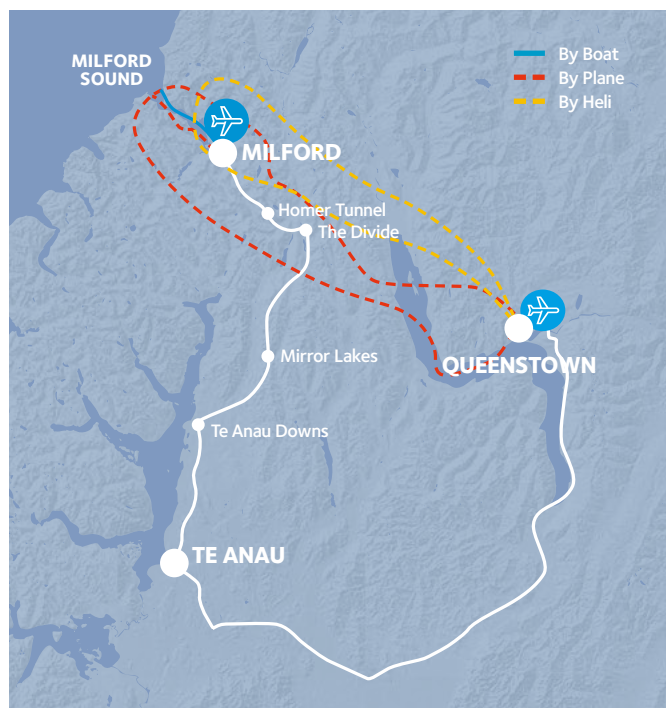 MILFORD
SOUND
By Boat
By Plane
By Heli
MILFORD
Homer Tunnel
The Divide
QUEENSTOWN
Mirror Lakes
Te Anau Downs
TE ANAU